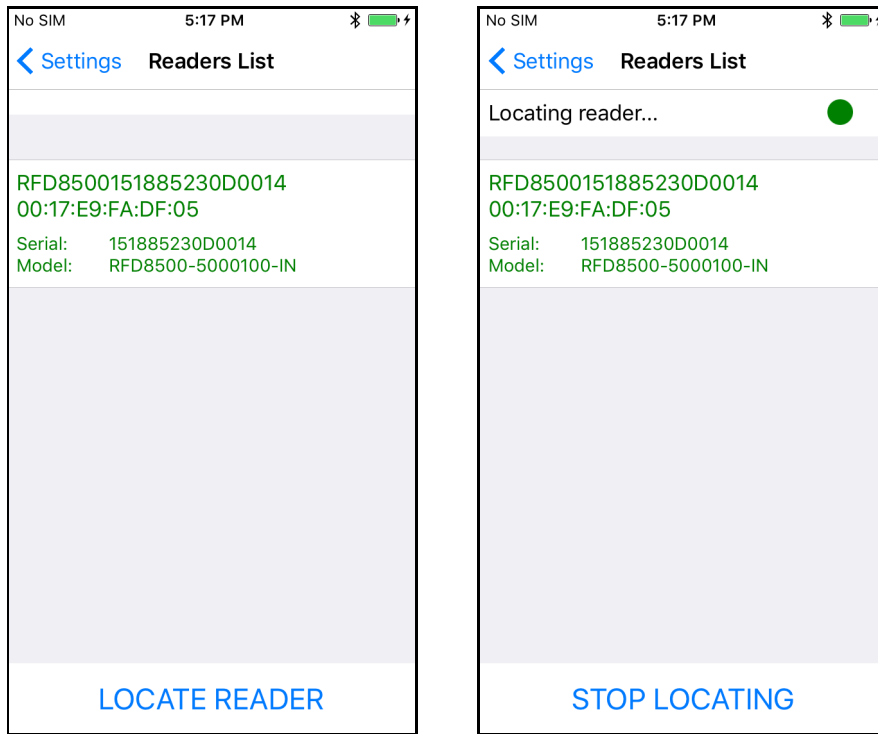 No SIM 5:17 PM
Settings Readers List
RFD8500151885230D0014
00:17:E9:FA:DF:05
Serial: 151885230D0014
Model: RFD8500-5000100-IN
LOCATE READER
No SIM 5:17 PM
Settings Readers List
Locating reader...
RFD8500151885230D0014
00:17:E9:FA:DF:05
Serial: 151885230D0014
Model: RFD8500-5000100-IN
STOP LOCATING